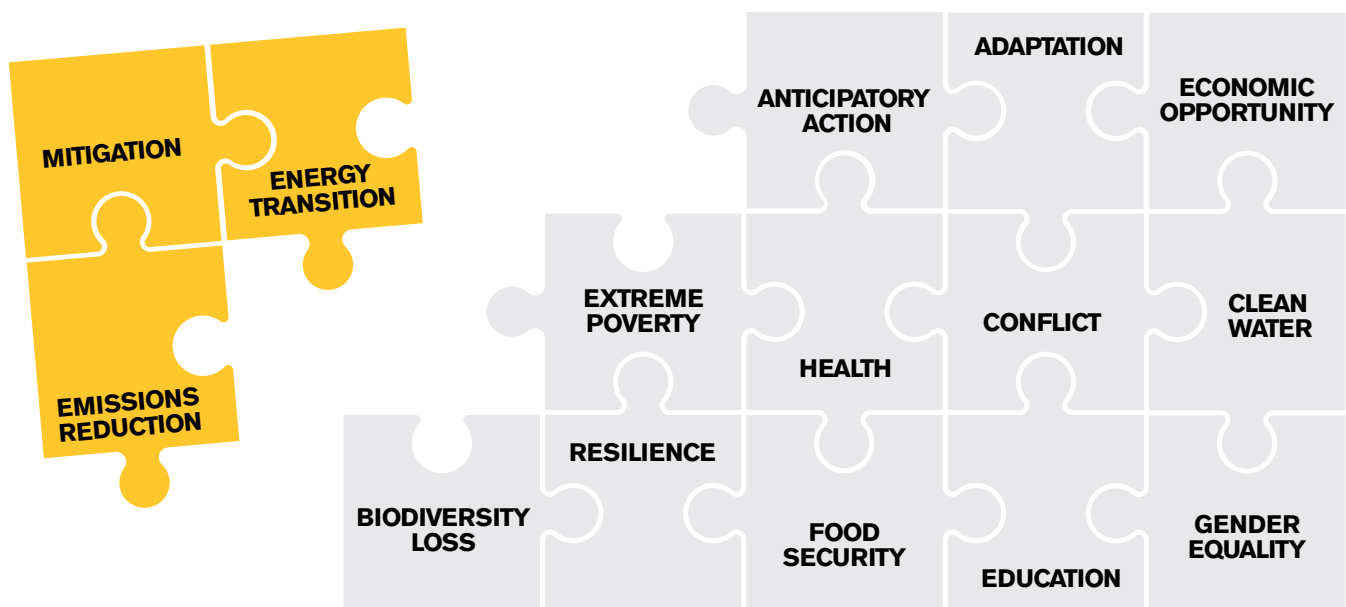 MITIGATION
ENERGY
TRANSITION
EMISSIONS
REDUCTION
ADAPTATION
ANTICIPATORY
ACTION
ECONOMIC
OPPORTUNITY
EXTREME
POVERTY
HEALTH
CONFLICT
CLEAN
WATER
BIODIVERSITY
LOSS
RESILIENCE
FOOD
SECURITY
EDUCATION
GENDER
EQUALITY